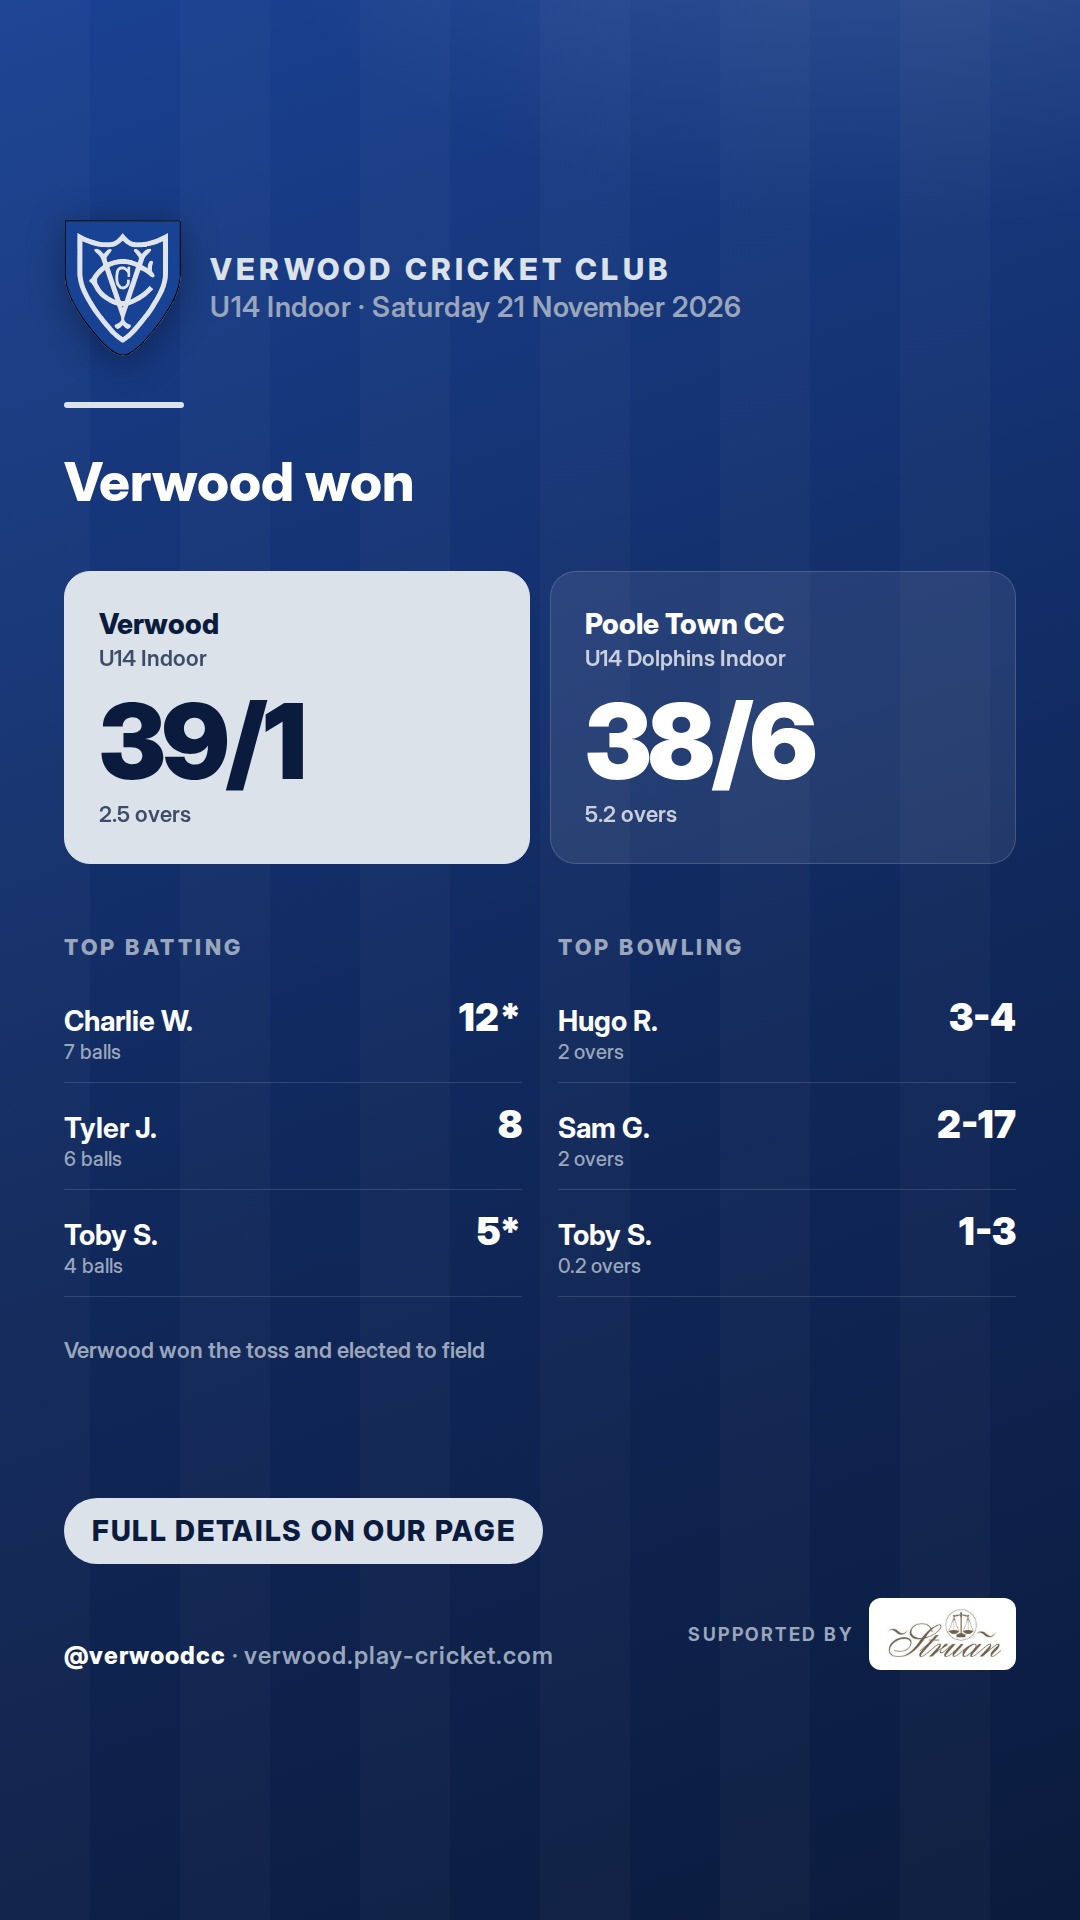 VERWOOD CRICKET CLUB
U14 Indoor · Saturday 21 November 2026
Verwood won
Verwood
U14 Indoor
39/1
2.5 overs
Poole Town CC
U14 Dolphins Indoor
38/6
5.2 overs
TOP BATTING
Charlie W. 12*
7 balls
Tyler J. 8
6 balls
Toby S. 5*
4 balls
TOP BOWLING
Hugo R. 3-4
2 overs
Sam G. 2-17
2 overs
Toby S. 1-3
0.2 overs
Verwood won the toss and elected to field
FULL DETAILS ON OUR PAGE
@verwoodcc · verwood.play-cricket.com
SUPPORTED BY
Struan